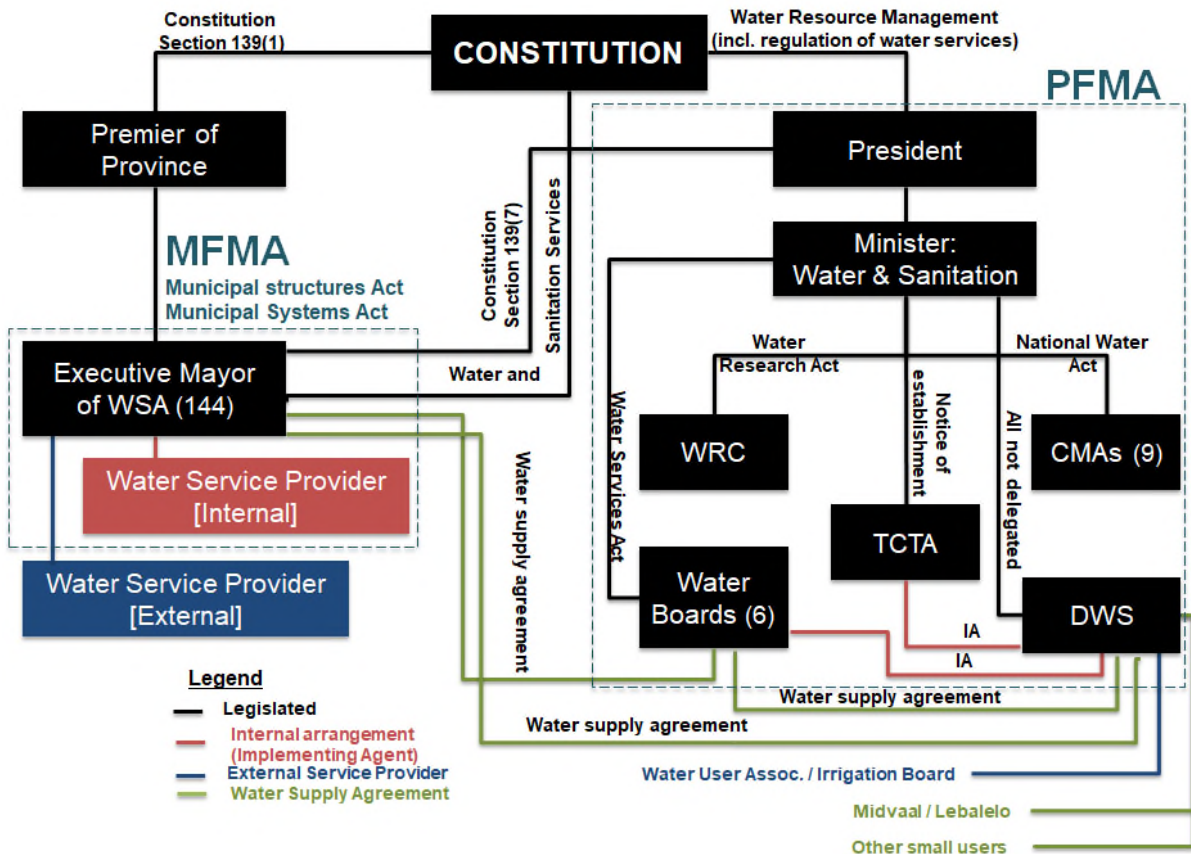 Constitution
Section 139(1)
CONSTITUTION
Water Resource Management
(incl. regulation of water services)
PFMA
Premier of
Province
President
Constitution
Section 139(7)
Sanitation Services
Water and
MFMA
Municipal structures Act
Municipal Systems Act
Minister:
Water & Sanitation
Executive Mayor
of WSA (144)
Water
Research Act
National Water
Act
Water Services Act
Notice of
establishment
All not delegated
WRC
CMAs (9)
Water Service Provider
[Internal]
Water supply agreement
TCTA
Water Service Provider
[External]
Water
Boards (6)
DWS
IA
IA
Legend
Legislated
Internal arrangement
(Implementing Agent)
External Service Provider
Water Supply Agreement
Water supply agreement
Water supply agreement
Water User Assoc. / Irrigation Board
Midvaal / Lebalelo
Other small users